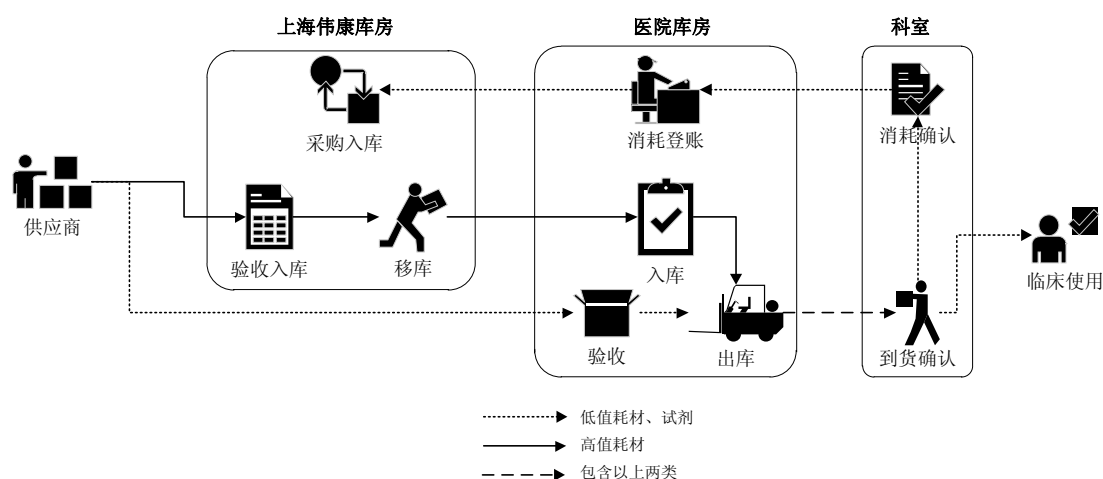 上海伟康库房
医院库房
科室
采购入库
消耗登账
消耗确认
供应商
验收入库
移库
入库
临床使用
验收
出库
到货确认
低值耗材、试剂
高值耗材
包含以上两类